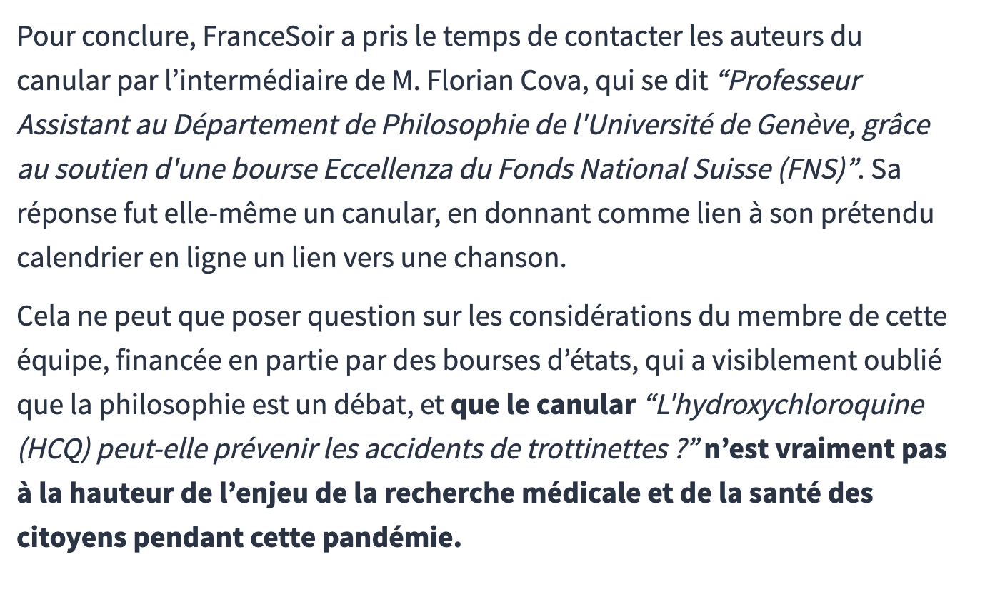 Pour conclure, FranceSoir a pris le temps de contacter les auteurs du
canular par l’intermédiaire de M. Florian Cova, qui se dit “Professeur
Assistant au Département de Philosophie de l'Université de Genève, grâce
au soutien d'une bourse Eccellenza du Fonds National Suisse (FNS)”. Sa
réponse fut elle-même un canular, en donnant comme lien à son prétendu
calendrier en ligne un lien vers une chanson.
Cela ne peut que poser question sur les considérations du membre de cette
équipe, financée en partie par des bourses d’états, qui a visiblement oublié
que la philosophie est un débat, et que le canular “L'hydroxychloroquine
(HCQ) peut-elle prévenir les accidents de trottinettes ?” n’est vraiment pas
à la hauteur de l’enjeu de la recherche médicale et de la santé des
citoyens pendant cette pandémie.